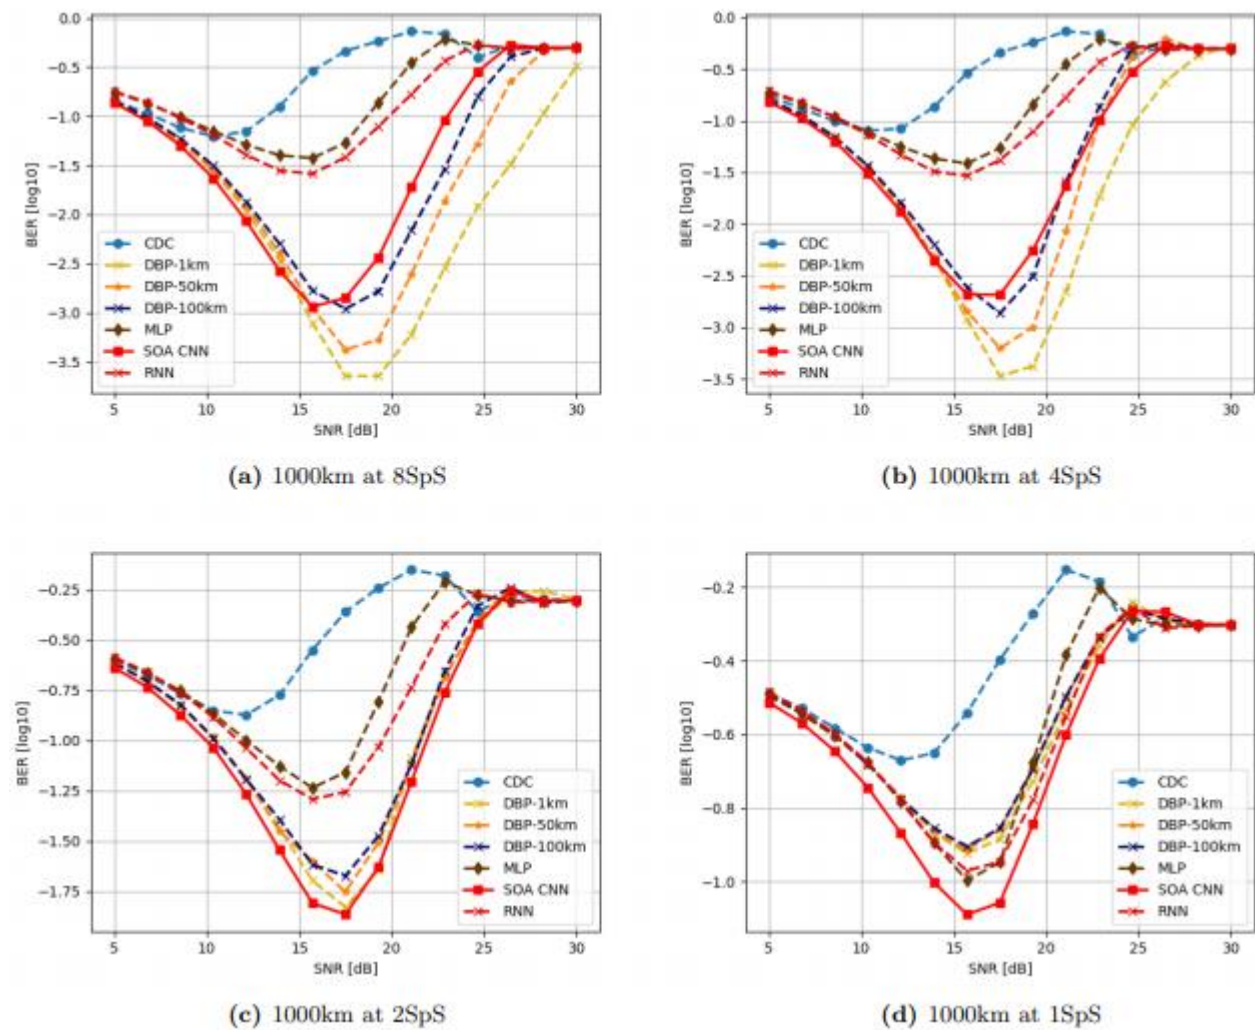 0.0
−0.5
−1.0
−1.5
−2.0
−2.5
−3.0
−3.5
BER [log10]
CDC
DBP-1km
DBP-50km
DBP-100km
MLP
SOA CNN
RNN
5 10 15 20 25 30
SNR [dB]
(a) 1000km at 8SpS
0.0
−0.5
−1.0
−1.5
−2.0
−2.5
−3.0
−3.5
BER [log10]
CDC
DBP-1km
DBP-50km
DBP-100km
MLP
SOA CNN
RNN
5 10 15 20 25 30
SNR [dB]
(b) 1000km at 4SpS
−0.25
−0.50
−0.75
−1.00
−1.25
−1.50
−1.75
BER [log10]
CDC
DBP-1km
DBP-50km
DBP-100km
MLP
SOA CNN
RNN
5 10 15 20 25 30
SNR [dB]
(c) 1000km at 2SpS
−0.2
−0.4
−0.6
−0.8
−1.0
BER [log10]
CDC
DBP-1km
DBP-50km
DBP-100km
MLP
SOA CNN
RNN
5 10 15 20 25 30
SNR [dB]
(d) 1000km at 1SpS